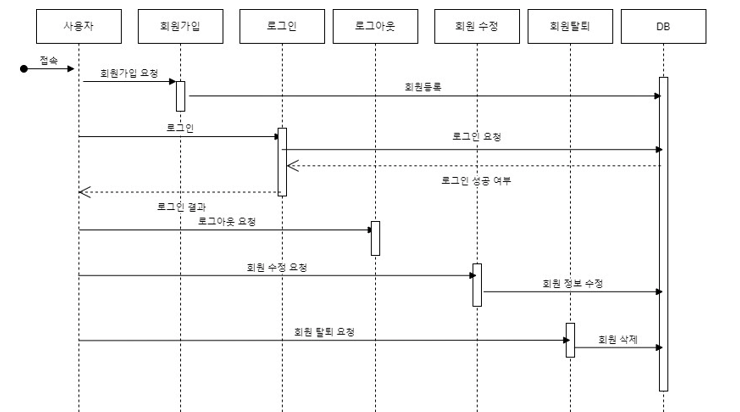 사용자
회원가입
로그인
로그아웃
회원 수정
회원탈퇴
DB
접속
회원가입 요청
회원등록
로그인
로그인 요청
로그인 성공 여부
로그인 결과
로그아웃 요청
회원 수정 요청
회원 정보 수정
회원 탈퇴 요청
회원 삭제